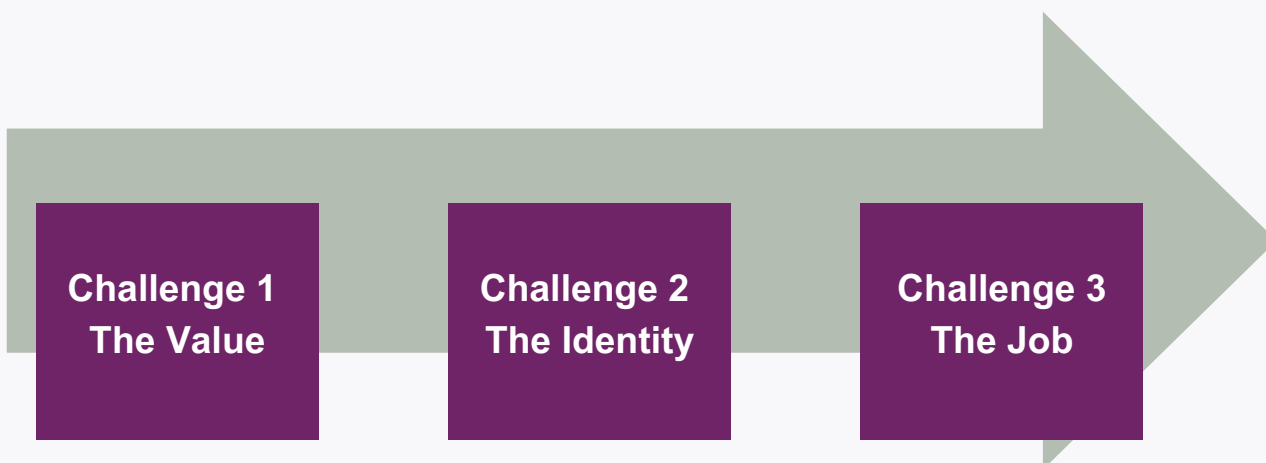 Challenge 1
The Value
Challenge 2
The Identity
Challenge 3
The Job